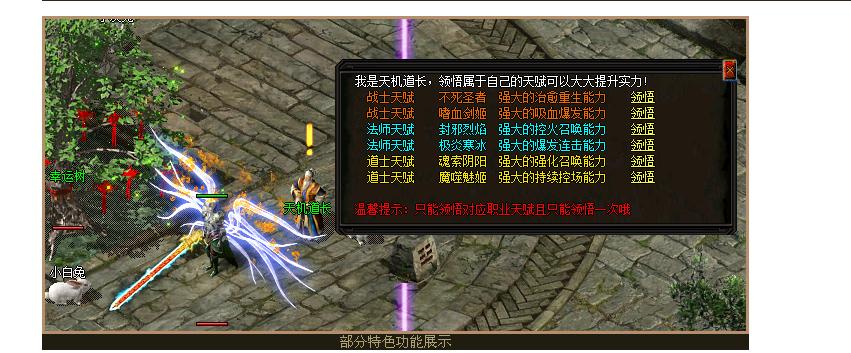 我是天机道长，领悟属于自己的天赋可以大大提升实力！
战士天赋 不死圣者 强大的治愈重生能力 领悟
战士天赋 嗜血剑姬 强大的吸血爆发能力 领悟
法师天赋 封邪烈焰 强大的控火召唤能力 领悟
法师天赋 极炎寒冰 强大的爆发连击能力 领悟
道士天赋 魂索阴阳 强大的强化召唤能力 领悟
道士天赋 魔噬魅姬 强大的持续控场能力 领悟
幸运树
天机道长
温馨提示：只能领悟对应职业天赋且只能领悟一次哦
小白兔
部分特色功能展示